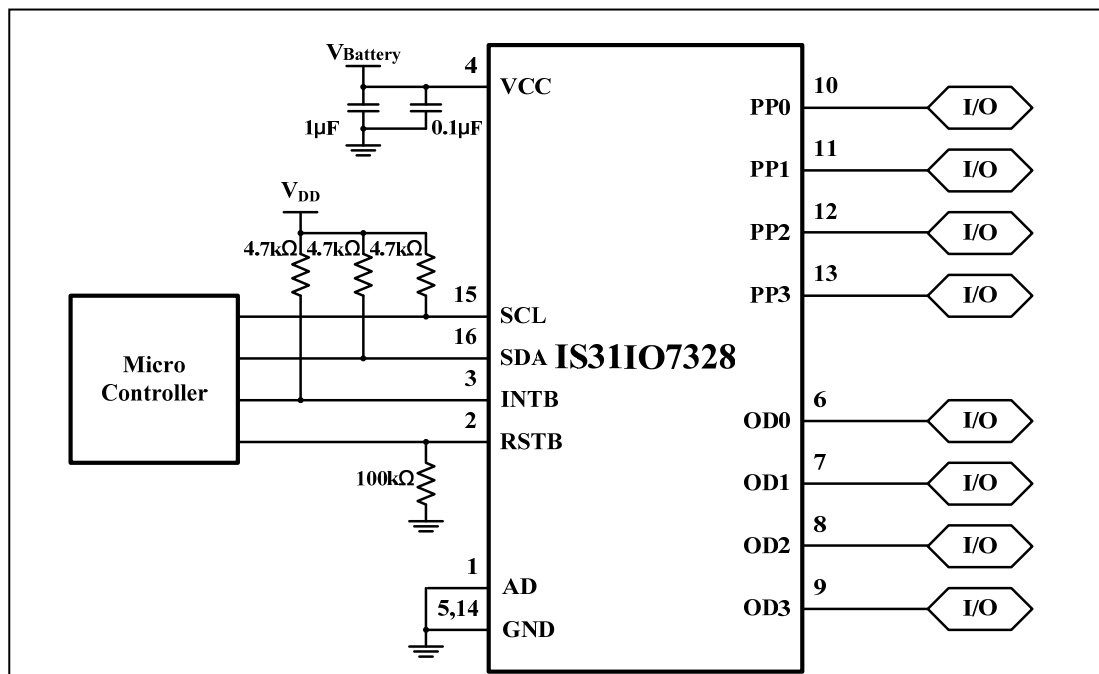 VBattery
4
VCC
1µF
0.1µF
VDD
4.7kΩ 4.7kΩ 4.7kΩ
15
SCL
16
SDA
3
INTB
2
RSTB
100kΩ
1
AD
5,14
GND
Micro
Controller
IS31IO7328
10
PP0
I/O
11
PP1
I/O
12
PP2
I/O
13
PP3
I/O
6
OD0
I/O
7
OD1
I/O
8
OD2
I/O
9
OD3
I/O